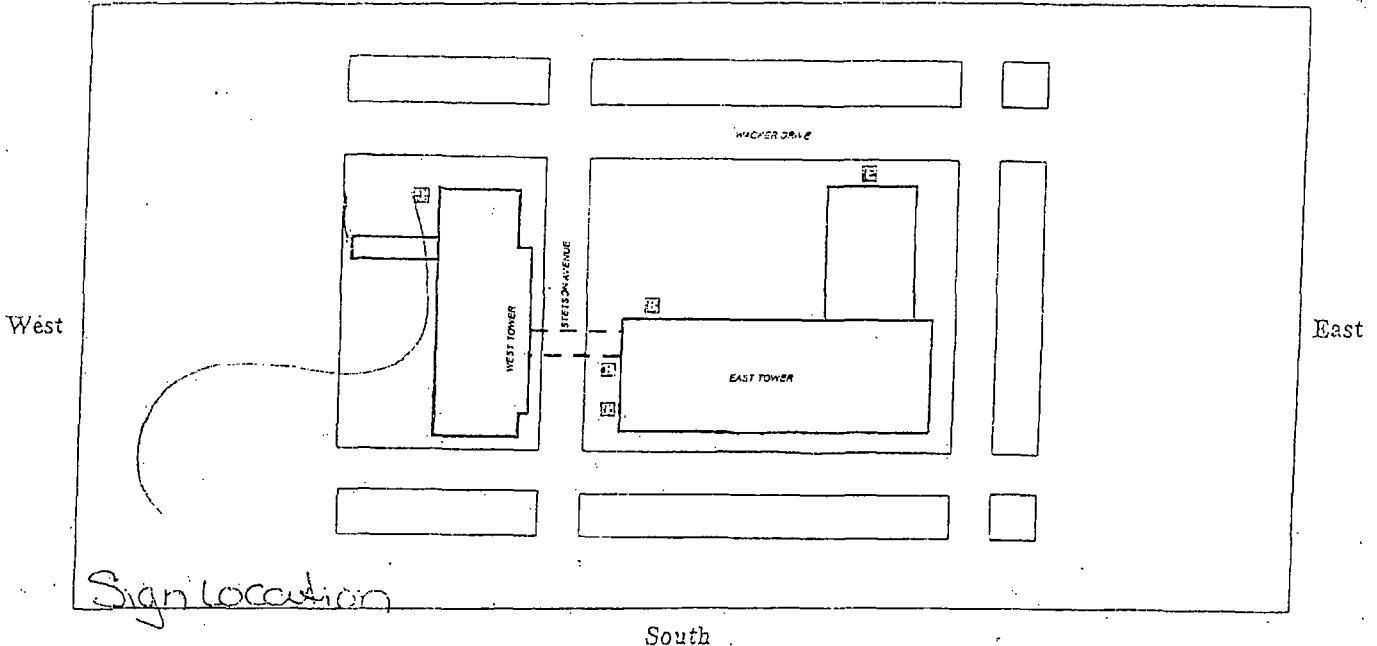 WACKER DRIVE
STETSON AVENUE
West
East
WEST TOWER
EAST TOWER
Sign Location
South